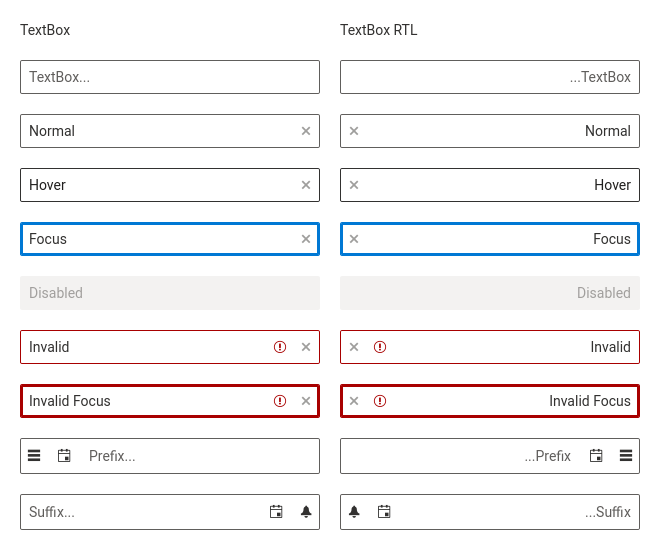 TextBox
TextBox RTL
TextBox...
...TextBox
Normal
Normal
Hover
Hover
Focus
Focus
Disabled
Disabled
Invalid
Invalid
Invalid Focus
Invalid Focus
Prefix...
...Prefix
Suffix...
...Suffix